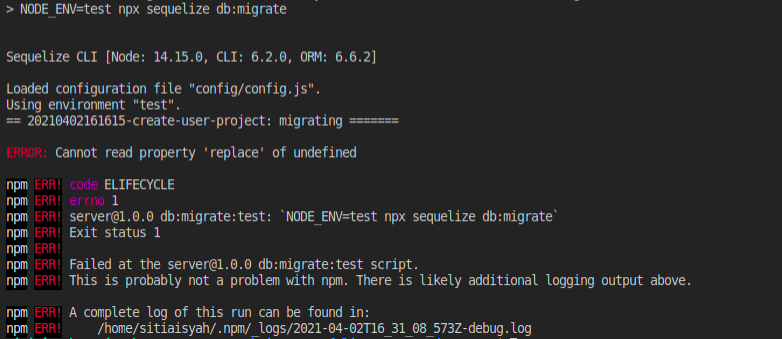 > NODE_ENV=test npx sequelize db:migrate
Sequelize CLI [Node: 14.15.0, CLI: 6.2.0, ORM: 6.6.2]
Loaded configuration file "config/config.js".
Using environment "test".
== 20210402161615-create-user-project: migrating =======
ERROR: Cannot read property 'replace' of undefined
npm ERR! code ELIFECYCLE
npm ERR! errno 1
npm ERR! server@1.0.0 db:migrate:test: `NODE_ENV=test npx sequelize db:migrate`
npm ERR! Exit status 1
npm ERR!
npm ERR! Failed at the server@1.0.0 db:migrate:test script.
npm ERR! This is probably not a problem with npm. There is likely additional logging output above.
npm ERR! A complete log of this run can be found in:
npm ERR!     /home/sitiaisyah/.npm/_logs/2021-04-02T16_31_08_573Z-debug.log